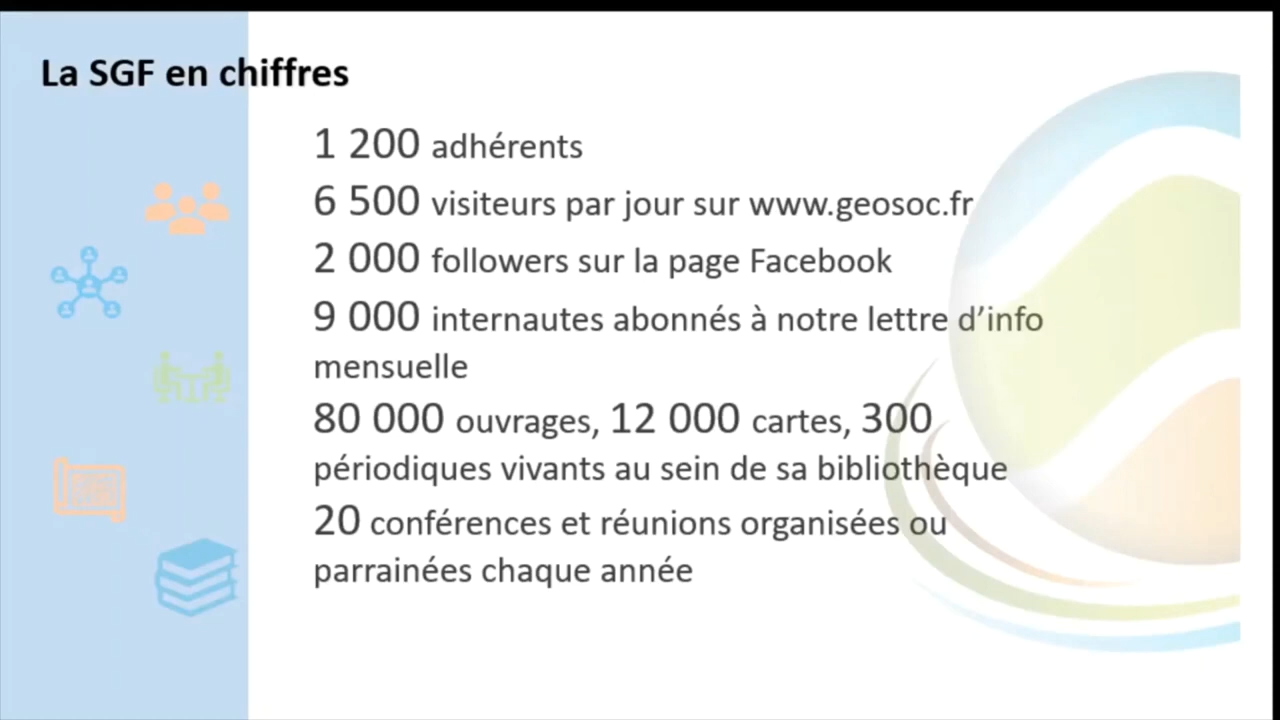 La SGF en chiffres
1 200 adhérents
6 500 visiteurs par jour sur www.geosoc.fr
2 000 followers sur la page Facebook
9 000 internautes abonnés à notre lettre d’info
mensuelle
80 000 ouvrages, 12 000 cartes, 300
périodiques vivants au sein de sa bibliothèque
20 conférences et réunions organisées ou
parrainées chaque année